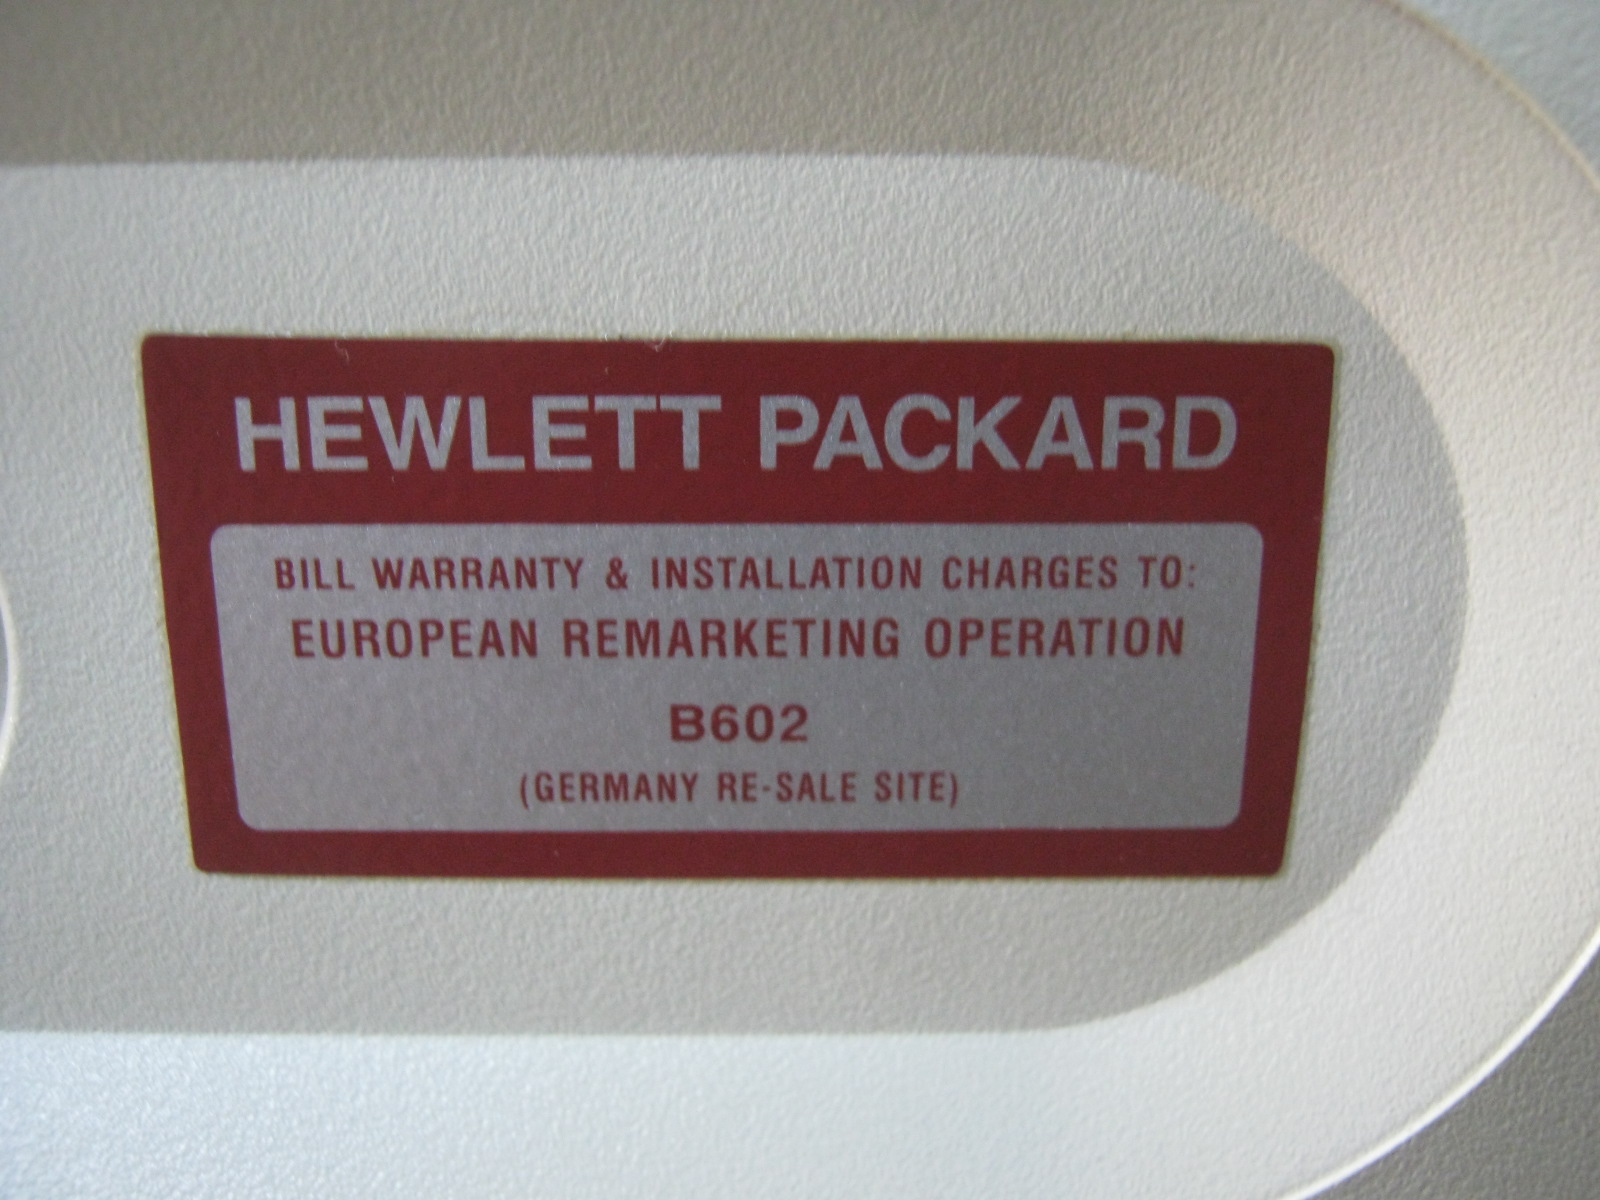 HEWLETT PACKARD
BILL WARRANTY & INSTALLATION CHARGES TO:
EUROPEAN REMARKETING OPERATION
B602
(GERMANY RE-SALE SITE)